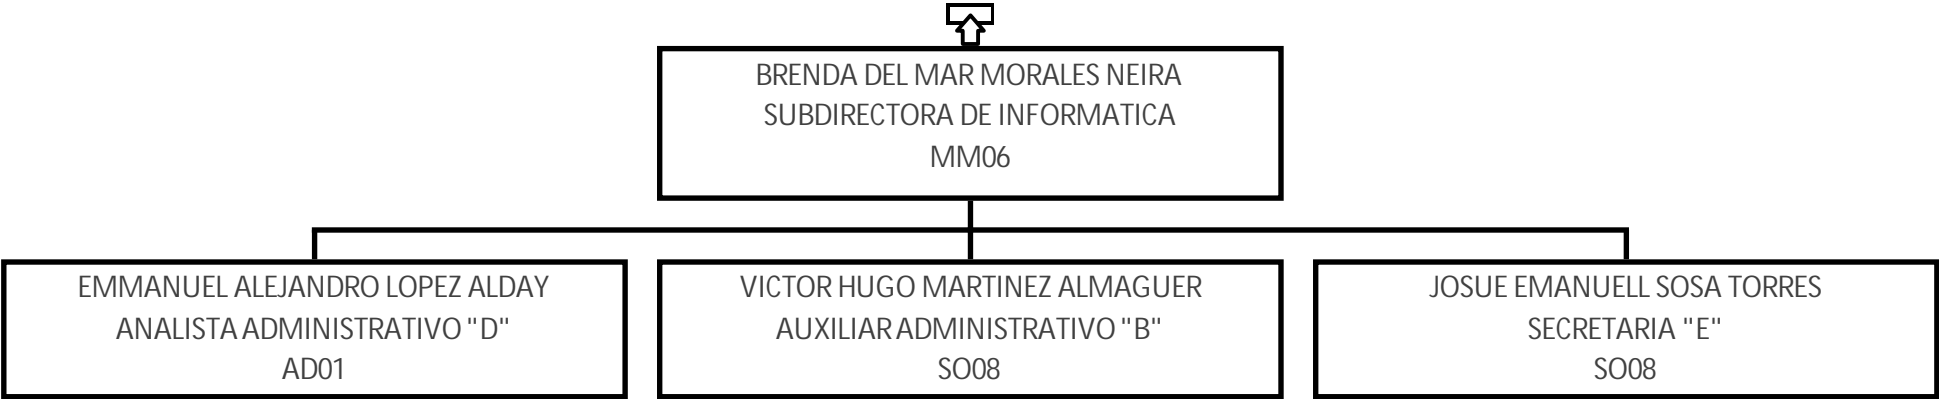 BRENDA DEL MAR MORALES NEIRA
SUBDIRECTORA DE INFORMATICA
MM06
EMMANUEL ALEJANDRO LOPEZ ALDAY
ANALISTA ADMINISTRATIVO "D"
AD01
VICTOR HUGO MARTINEZ ALMAGUER
AUXILIAR ADMINISTRATIVO "B"
SO08
JOSUE EMANUELL SOSA TORRES
SECRETARIA "E"
SO08